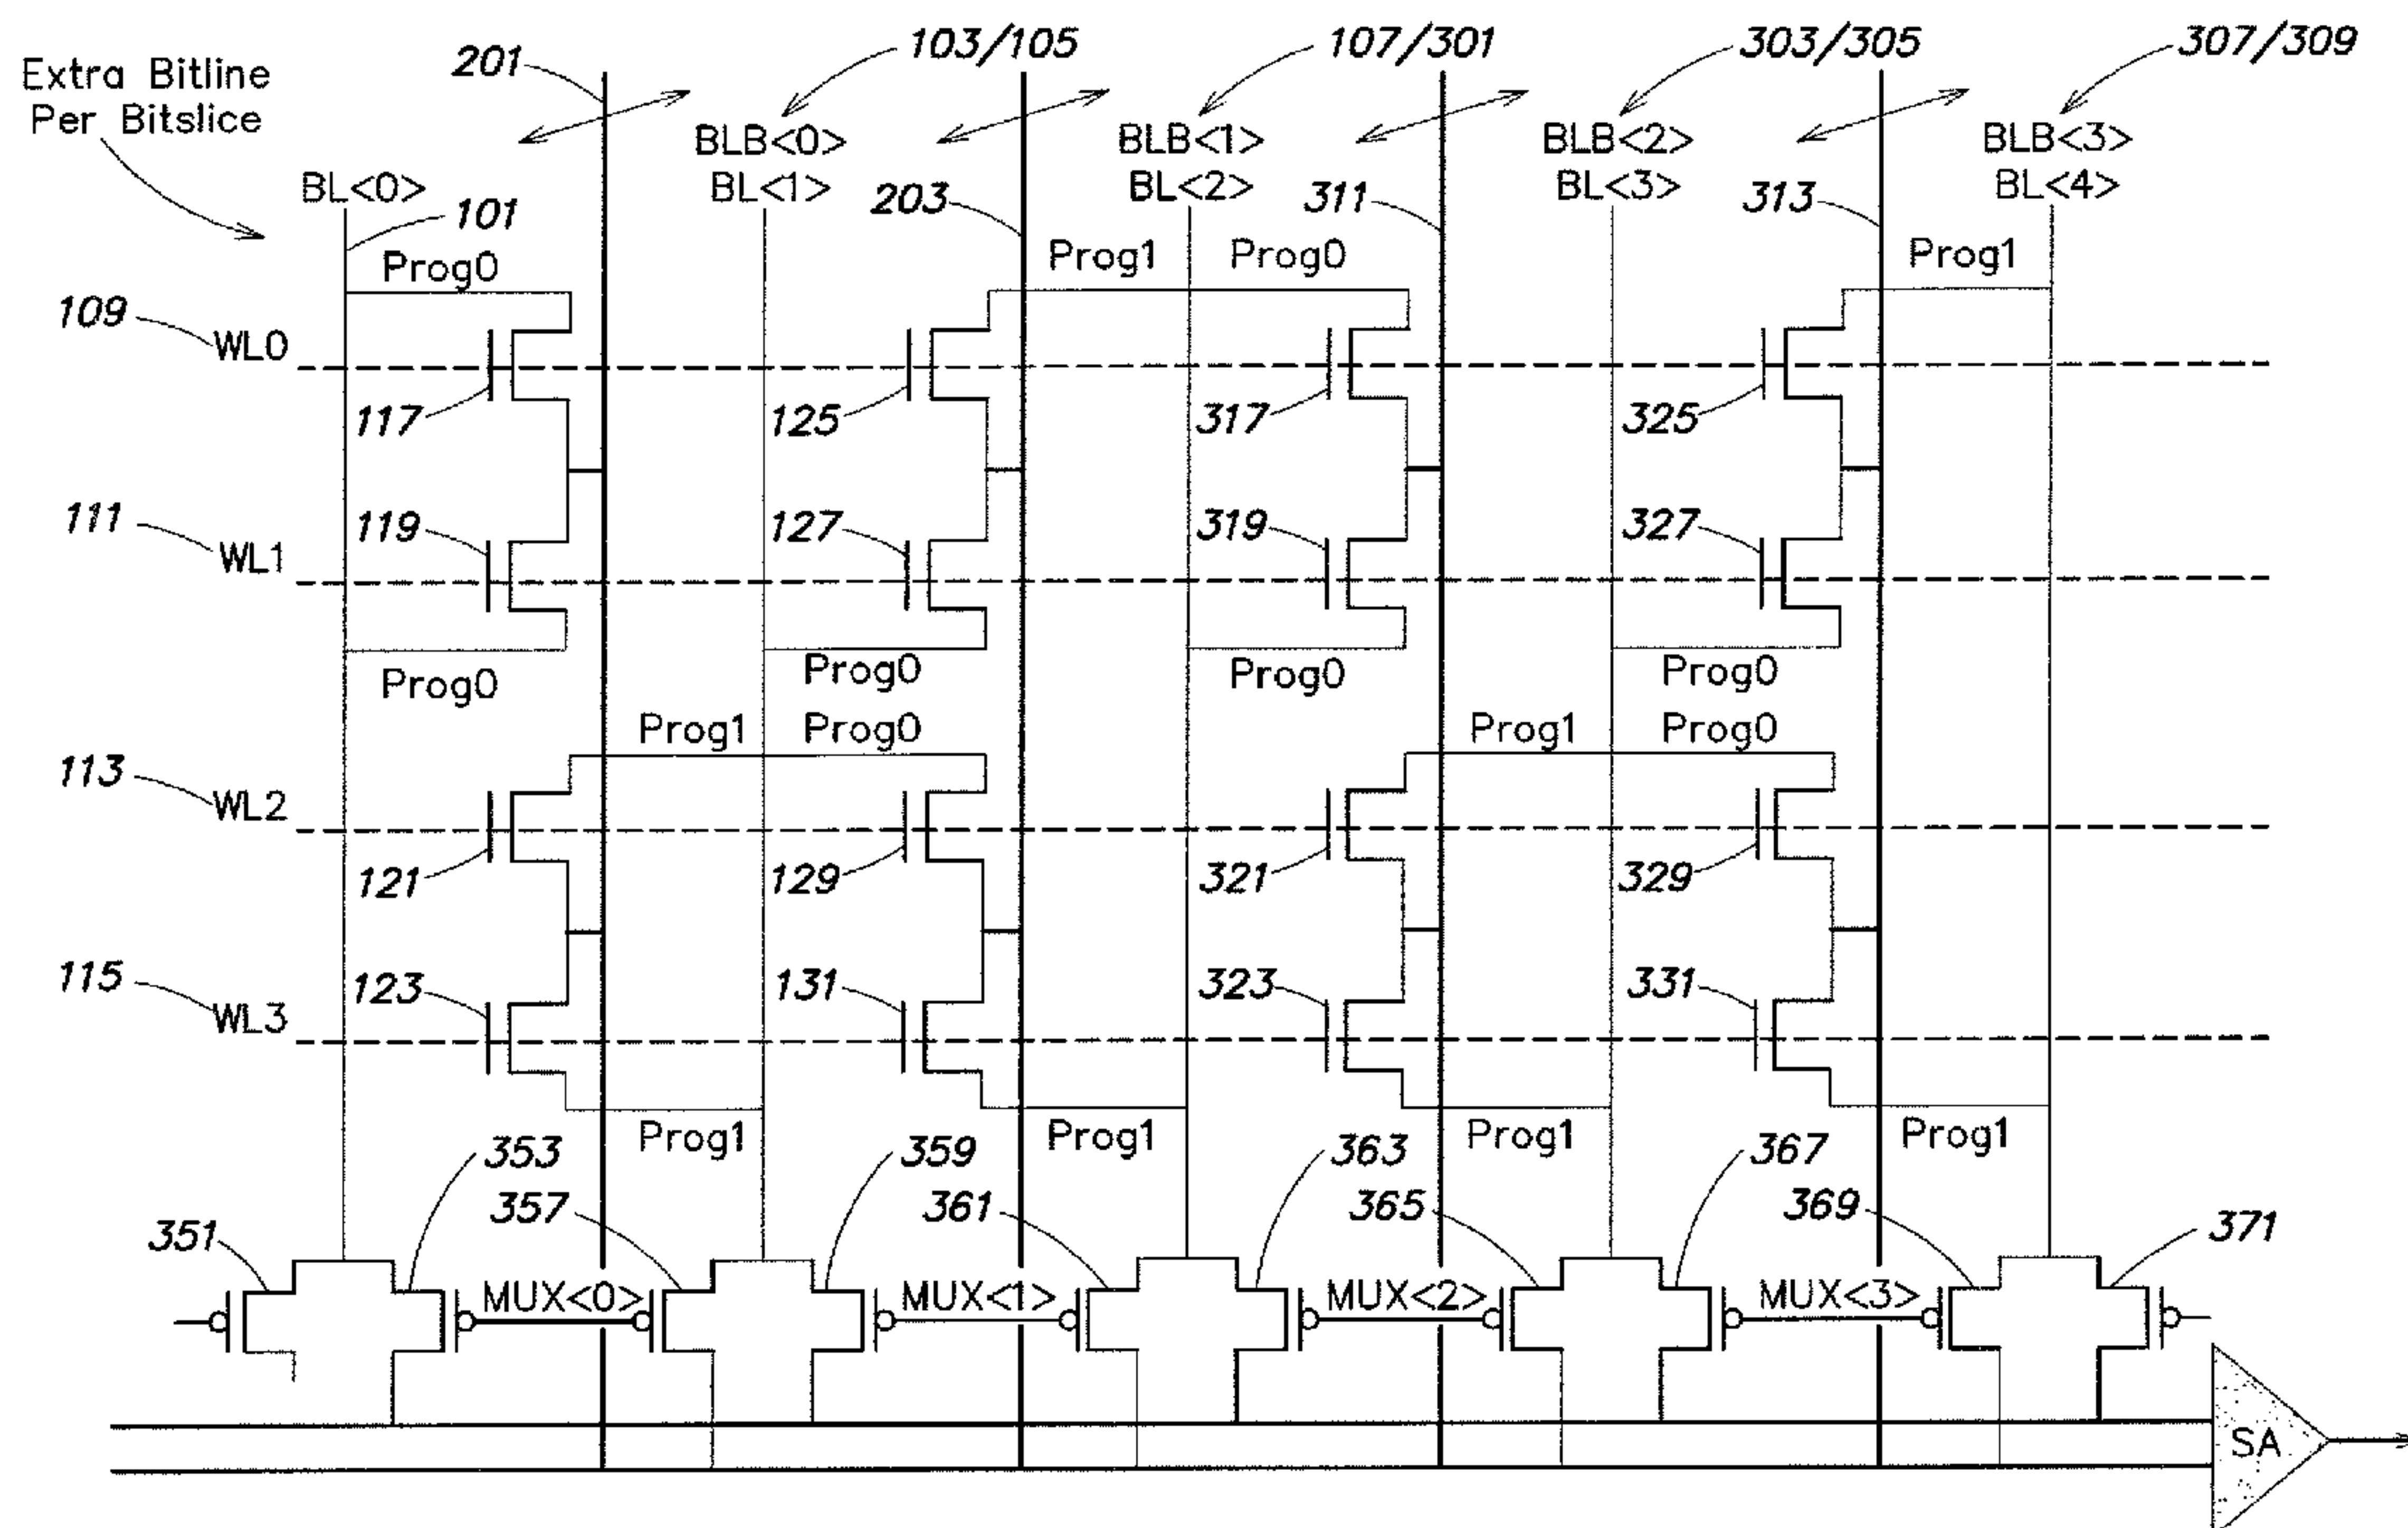 Extra Bitline
Per Bitslice
201
103/105
107/301
303/305
307/309
BL<0>
BLB<0>
BL<1>
BLB<1>
BL<2>
BLB<2>
BL<3>
BLB<3>
BL<4>
101
203
311
313
Prog0
Prog1
Prog0
Prog1
109
WL0
117
125
317
325
111
WL1
119
127
319
327
Prog0
Prog0
Prog0
Prog0
Prog1
Prog0
Prog1
Prog0
113
WL2
121
129
321
329
115
WL3
123
131
323
331
Prog1
Prog1
Prog1
Prog1
351
353
357
359
361
363
365
367
369
371
MUX<0>
MUX<1>
MUX<2>
MUX<3>
SA